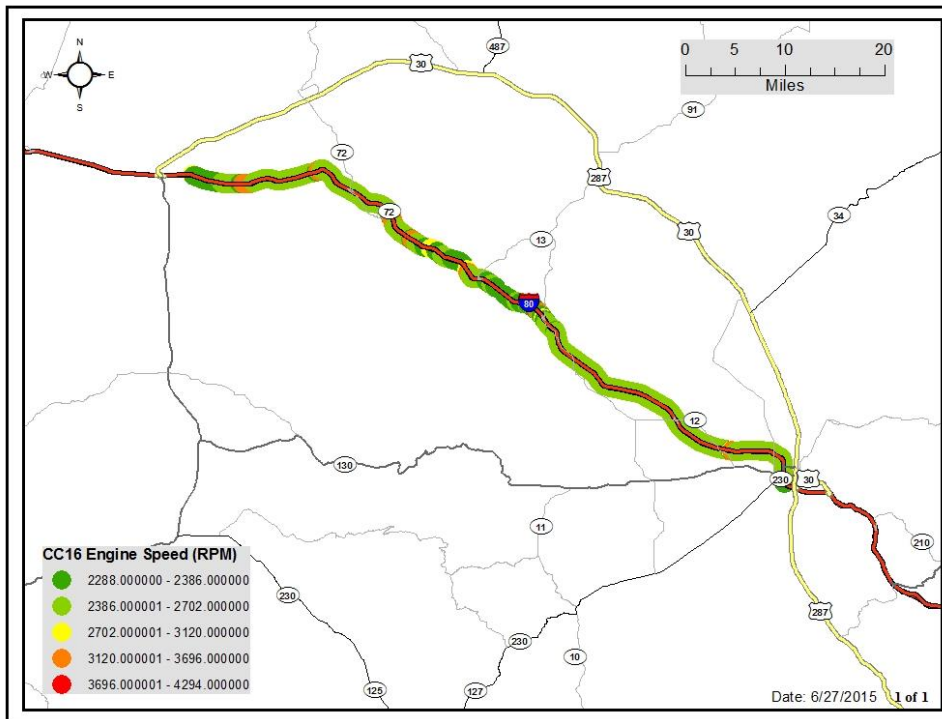 N
W E
S
487
30
0 5 10 20
Miles
91
72
287
72
34
30
13
80
12
130
230
30
11
210
CC16 Engine Speed (RPM)
2288.000000 - 2386.000000
2386.000001 - 2702.000000
2702.000001 - 3120.000000
3120.000001 - 3696.000000
3696.000001 - 4294.000000
230
287
230
10
125
127
Date: 6/27/2015 1 of 1